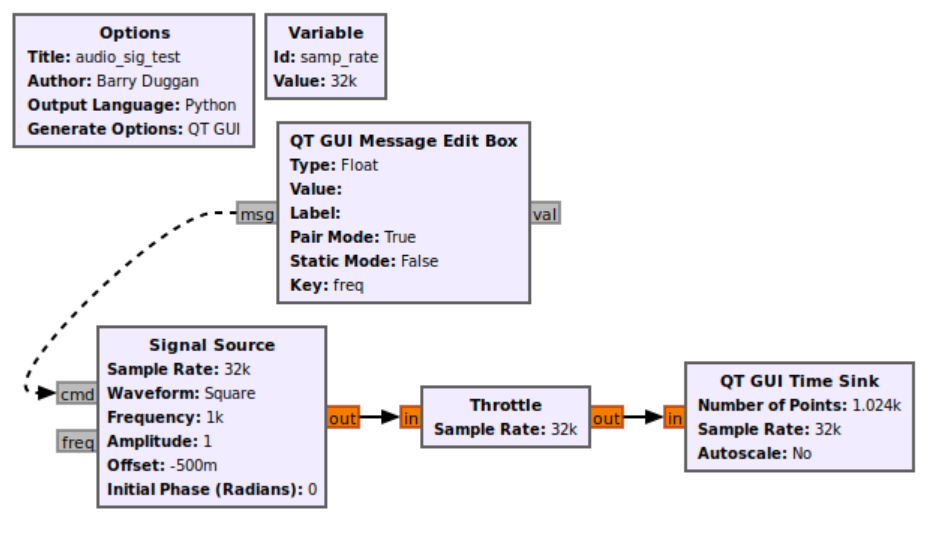 Options
Title: audio_sig_test
Author: Barry Duggan
Output Language: Python
Generate Options: QT GUI
Variable
Id: samp_rate
Value: 32k
QT GUI Message Edit Box
Type: Float
Value:
Label:
Pair Mode: True
Static Mode: False
Key: freq
msg
val
Signal Source
Sample Rate: 32k
Waveform: Square
Frequency: 1k
Amplitude: 1
Offset: -500m
Initial Phase (Radians): 0
cmd
freq
out
in
Throttle
Sample Rate: 32k
out
in
QT GUI Time Sink
Number of Points: 1.024k
Sample Rate: 32k
Autoscale: No